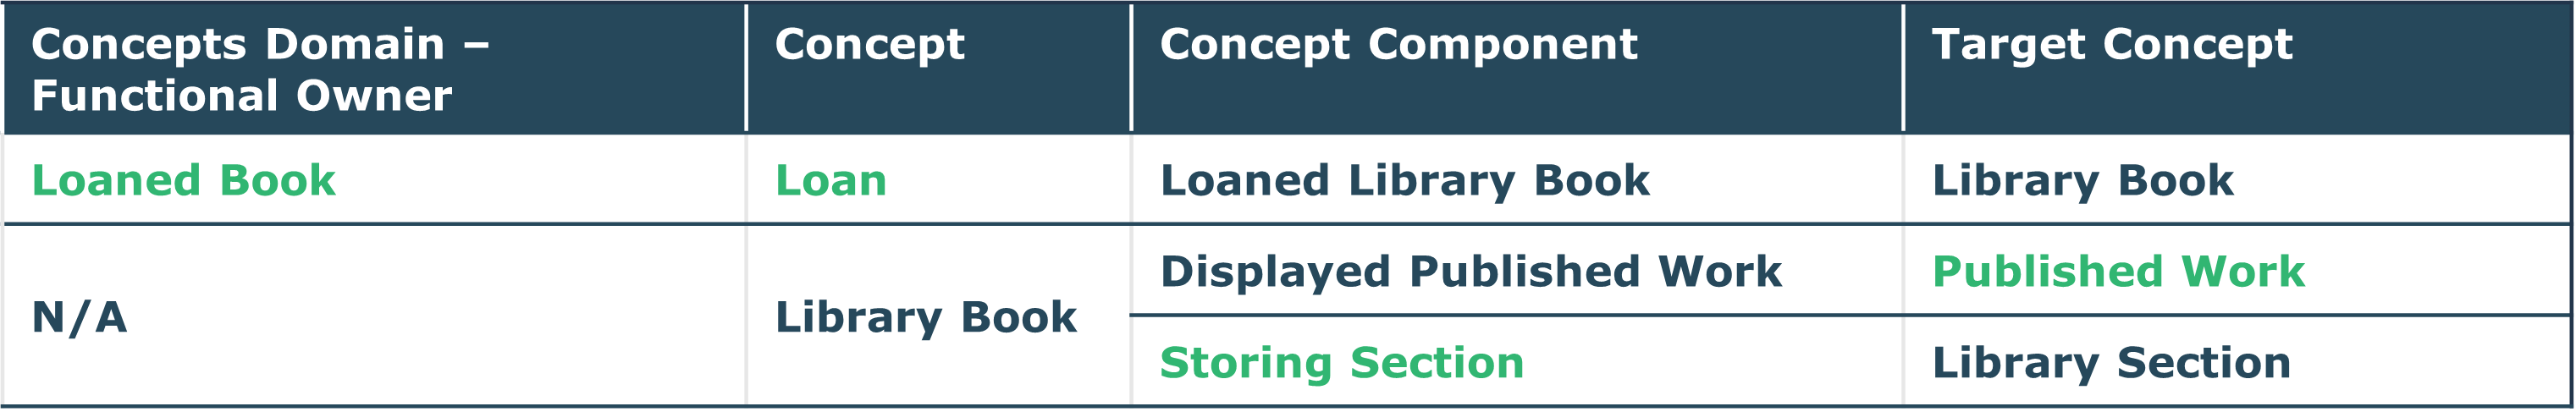 Concepts Domain –
Functional Owner
Concept
Concept Component
Target Concept
Loaned Book
Loan
Loaned Library Book
Library Book
N/A
Library Book
Displayed Published Work
Published Work
Storing Section
Library Section